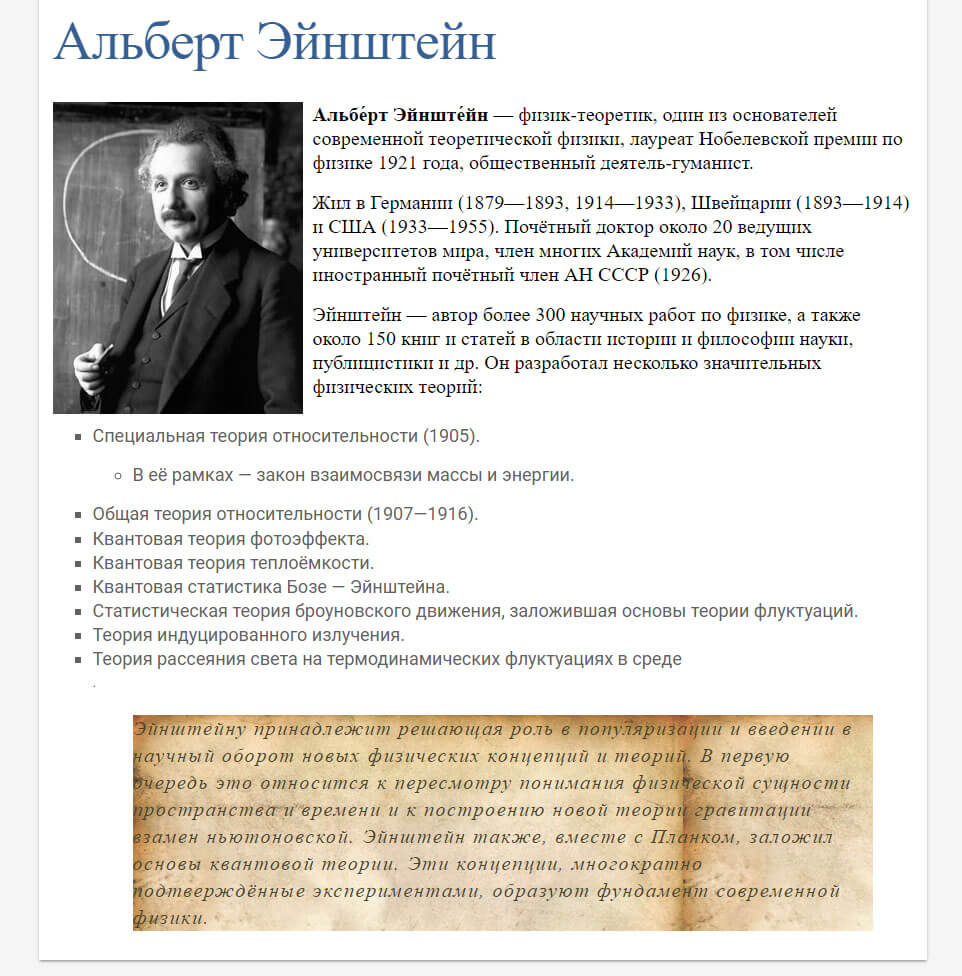 Альберт Эйнштейн
Альбе́рт Эйнште́йн — физик-теоретик, один из основателей
современной теоретической физики, лауреат Нобелевской премии по
физике 1921 года, общественный деятель-гуманист.
Жил в Германии (1879—1893, 1914—1933), Швейцарии (1893—1914)
и США (1933—1955). Почётный доктор около 20 ведущих
университетов мира, член многих Академий наук, в том числе
иностранный почётный член АН СССР (1926).
Эйнштейн — автор более 300 научных работ по физике, а также
около 150 книг и статей в области истории и философии науки,
публицистики и др. Он разработал несколько значительных
физических теорий:
Специальная теория относительности (1905).
В её рамках — закон взаимосвязи массы и энергии.
Общая теория относительности (1907—1916).
Квантовая теория фотоэффекта.
Квантовая теория теплоёмкости.
Квантовая статистика Бозе — Эйнштейна.
Статистическая теория броуновского движения, заложившая основы теории флуктуаций.
Теория индуцированного излучения.
Теория рассеяния света на термодинамических флуктуациях в среде
.
Эйнштейну принадлежит решающая роль в популяризации и введении в
научный оборот новых физических концепций и теорий. В первую
очередь это относится к пересмотру понимания физической сущности
пространства и времени и к построению новой теории гравитации
взамен ньютоновской. Эйнштейн также, вместе с Планком, заложил
основы квантовой теории. Эти концепции, многократно
подтверждённые экспериментами, образуют фундамент современной
физики.